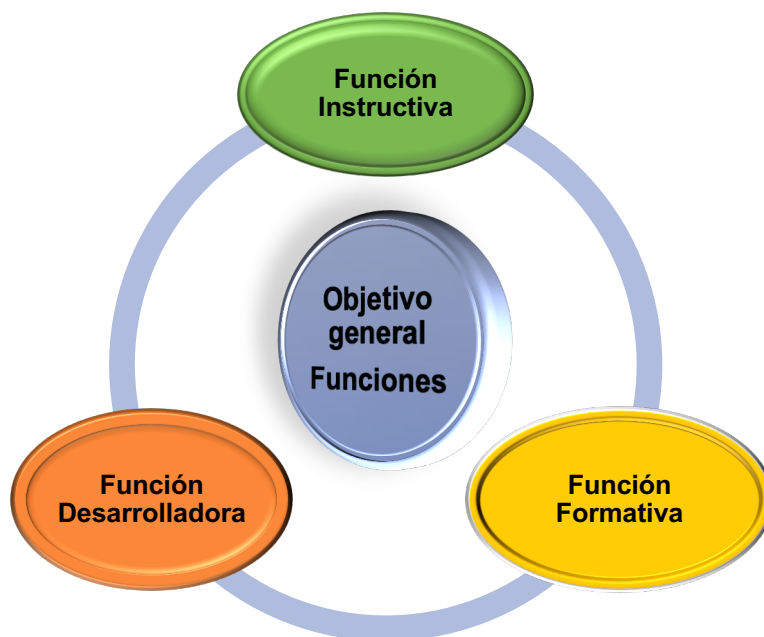 Función
Instructiva
Objetivo
general
Funciones
Función
Desarrolladora
Función
Formativa